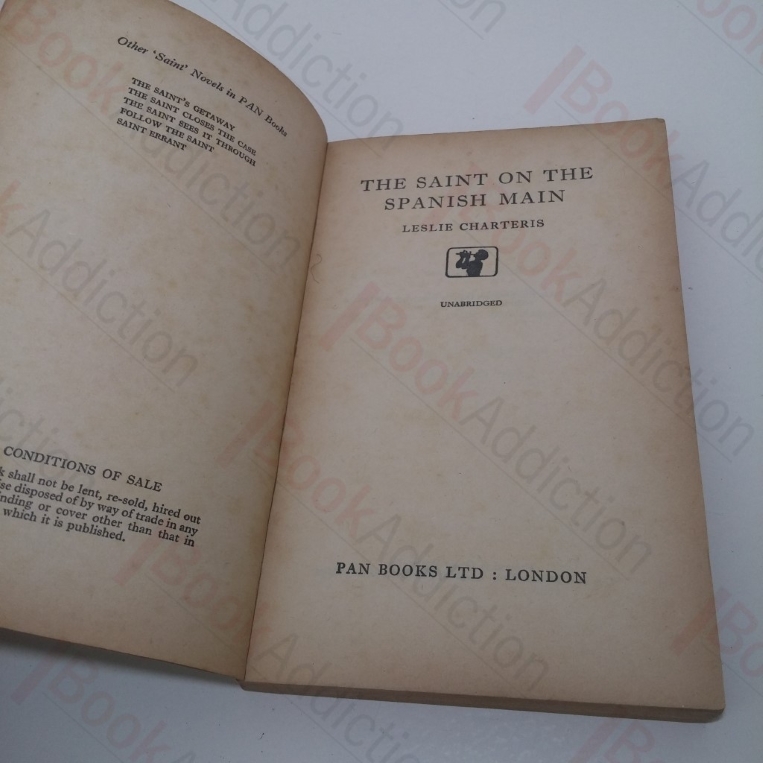 Other 'Saint' Novels in PAN Books
THE SAINT'S GETAWAY
THE SAINT CLOSES THE CASE
THE SAINT SEES IT THROUGH
FOLLOW THE SAINT
SAINT ERRANT
CONDITIONS OF SALE
shall not be lent, re-sold, hired out
disposed of by way of trade in any
or cover other than that in
which it is published.
THE SAINT ON THE
SPANISH MAIN
LESLIE CHARTERIS
UNABRIDGED
PAN BOOKS LTD : LONDON
BookAddiction